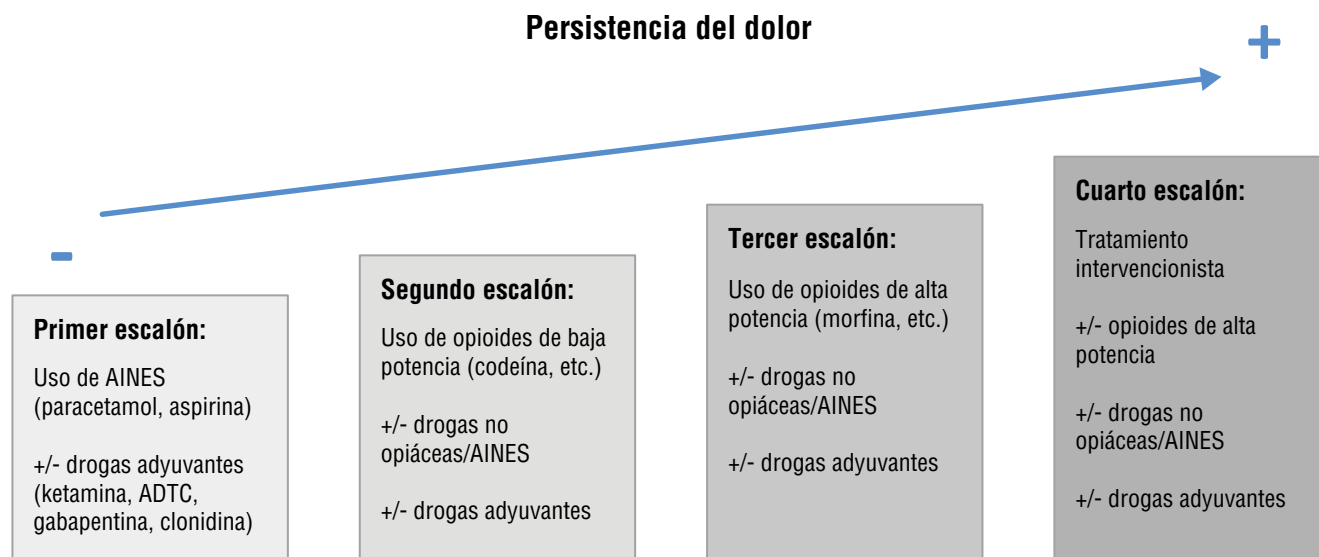 Persistencia del dolor
+
-
Primer escalón:
Uso de AINES
(paracetamol, aspirina)
+/- drogas adyuvantes
(ketamina, ADTC,
gabapentina, clonidina)
Segundo escalón:
Uso de opioides de baja
potencia (codeína, etc.)
+/- drogas no
opiáceas/AINES
+/- drogas adyuvantes
Tercer escalón:
Uso de opioides de alta
potencia (morfina, etc.)
+/- drogas no
opiáceas/AINES
+/- drogas adyuvantes
Cuarto escalón:
Tratamiento
intervencionista
+/- opioides de alta
potencia
+/- drogas no
opiáceas/AINES
+/- drogas adyuvantes